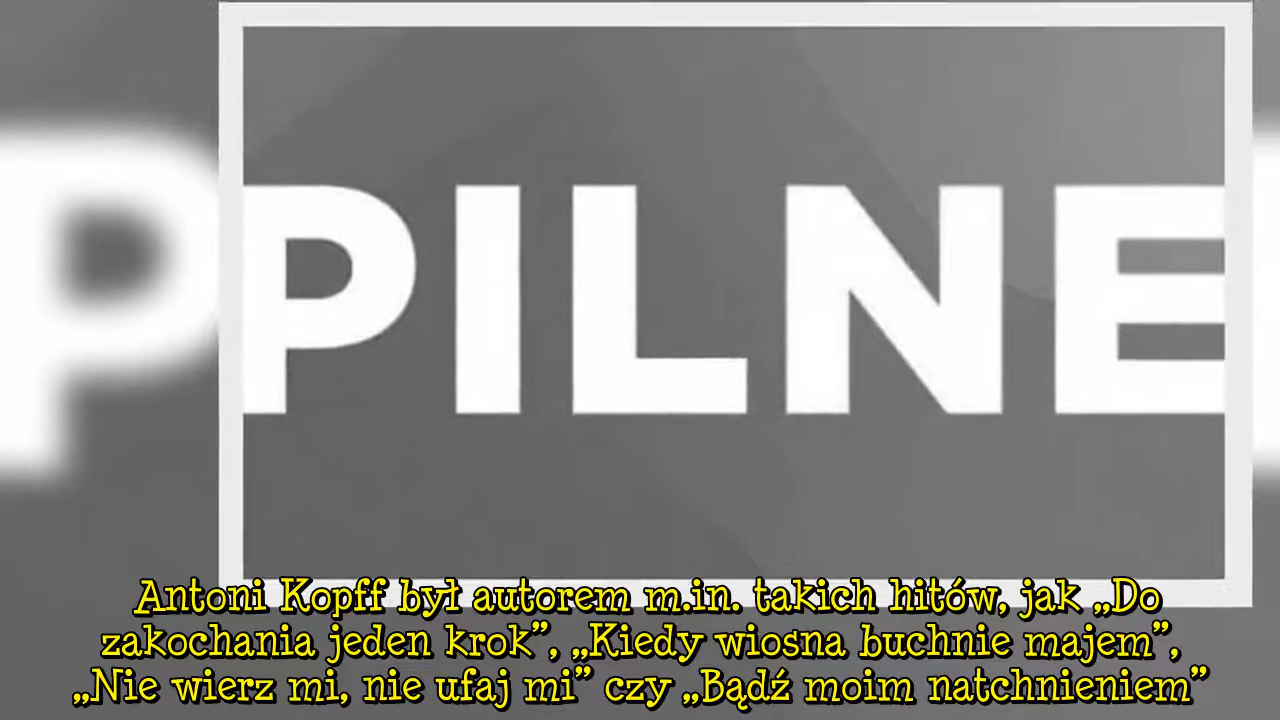 PILNE
Antoni Kopff był autorem m.in. takich hitów, jak „Do
zakochania jeden krok”, „Kiedy wiosna buchnie majem”,
„Nie wierz mi, nie ufaj mi” czy „Bądź moim natchnieniem”